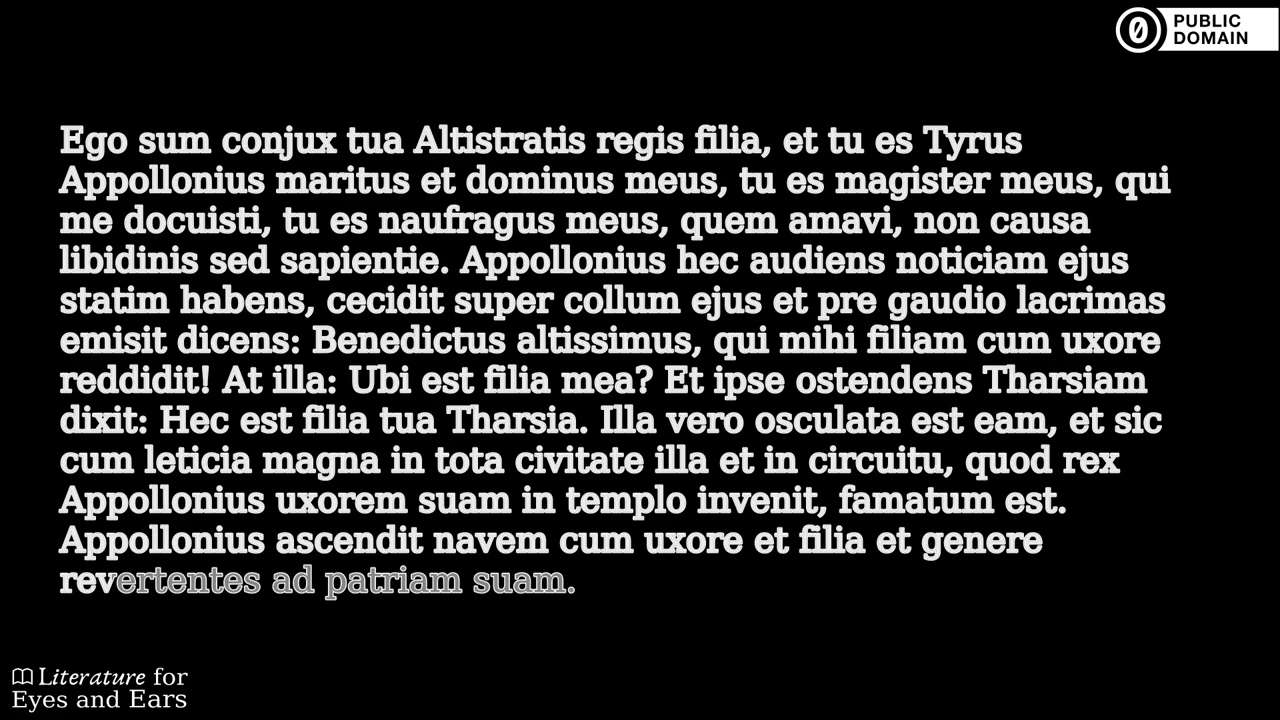 PUBLIC
DOMAIN
Ego sum conjux tua Altistratis regis filia, et tu es Tyrus
Appollonius maritus et dominus meus, tu es magister meus, qui
me docuisti, tu es naufragus meus, quem amavi, non causa
libidinis sed sapientie. Appollonius hec audiens noticiam ejus
statim habens, cecidit super collum ejus et pre gaudio lacrimas
emisit dicens: Benedictus altissimus, qui mihi filiam cum uxore
reddidit! At illa: Ubi est filia mea? Et ipse ostendens Tharsiam
dixit: Hec est filia tua Tharsia. Illa vero osculata est eam, et sic
cum leticia magna in tota civitate illa et in circuitu, quod rex
Appollonius uxorem suam in templo invenit, famatum est.
Appollonius ascendit navem cum uxore et filia et genere
revertentes ad patriam suam.
Literature for
Eyes and Ears